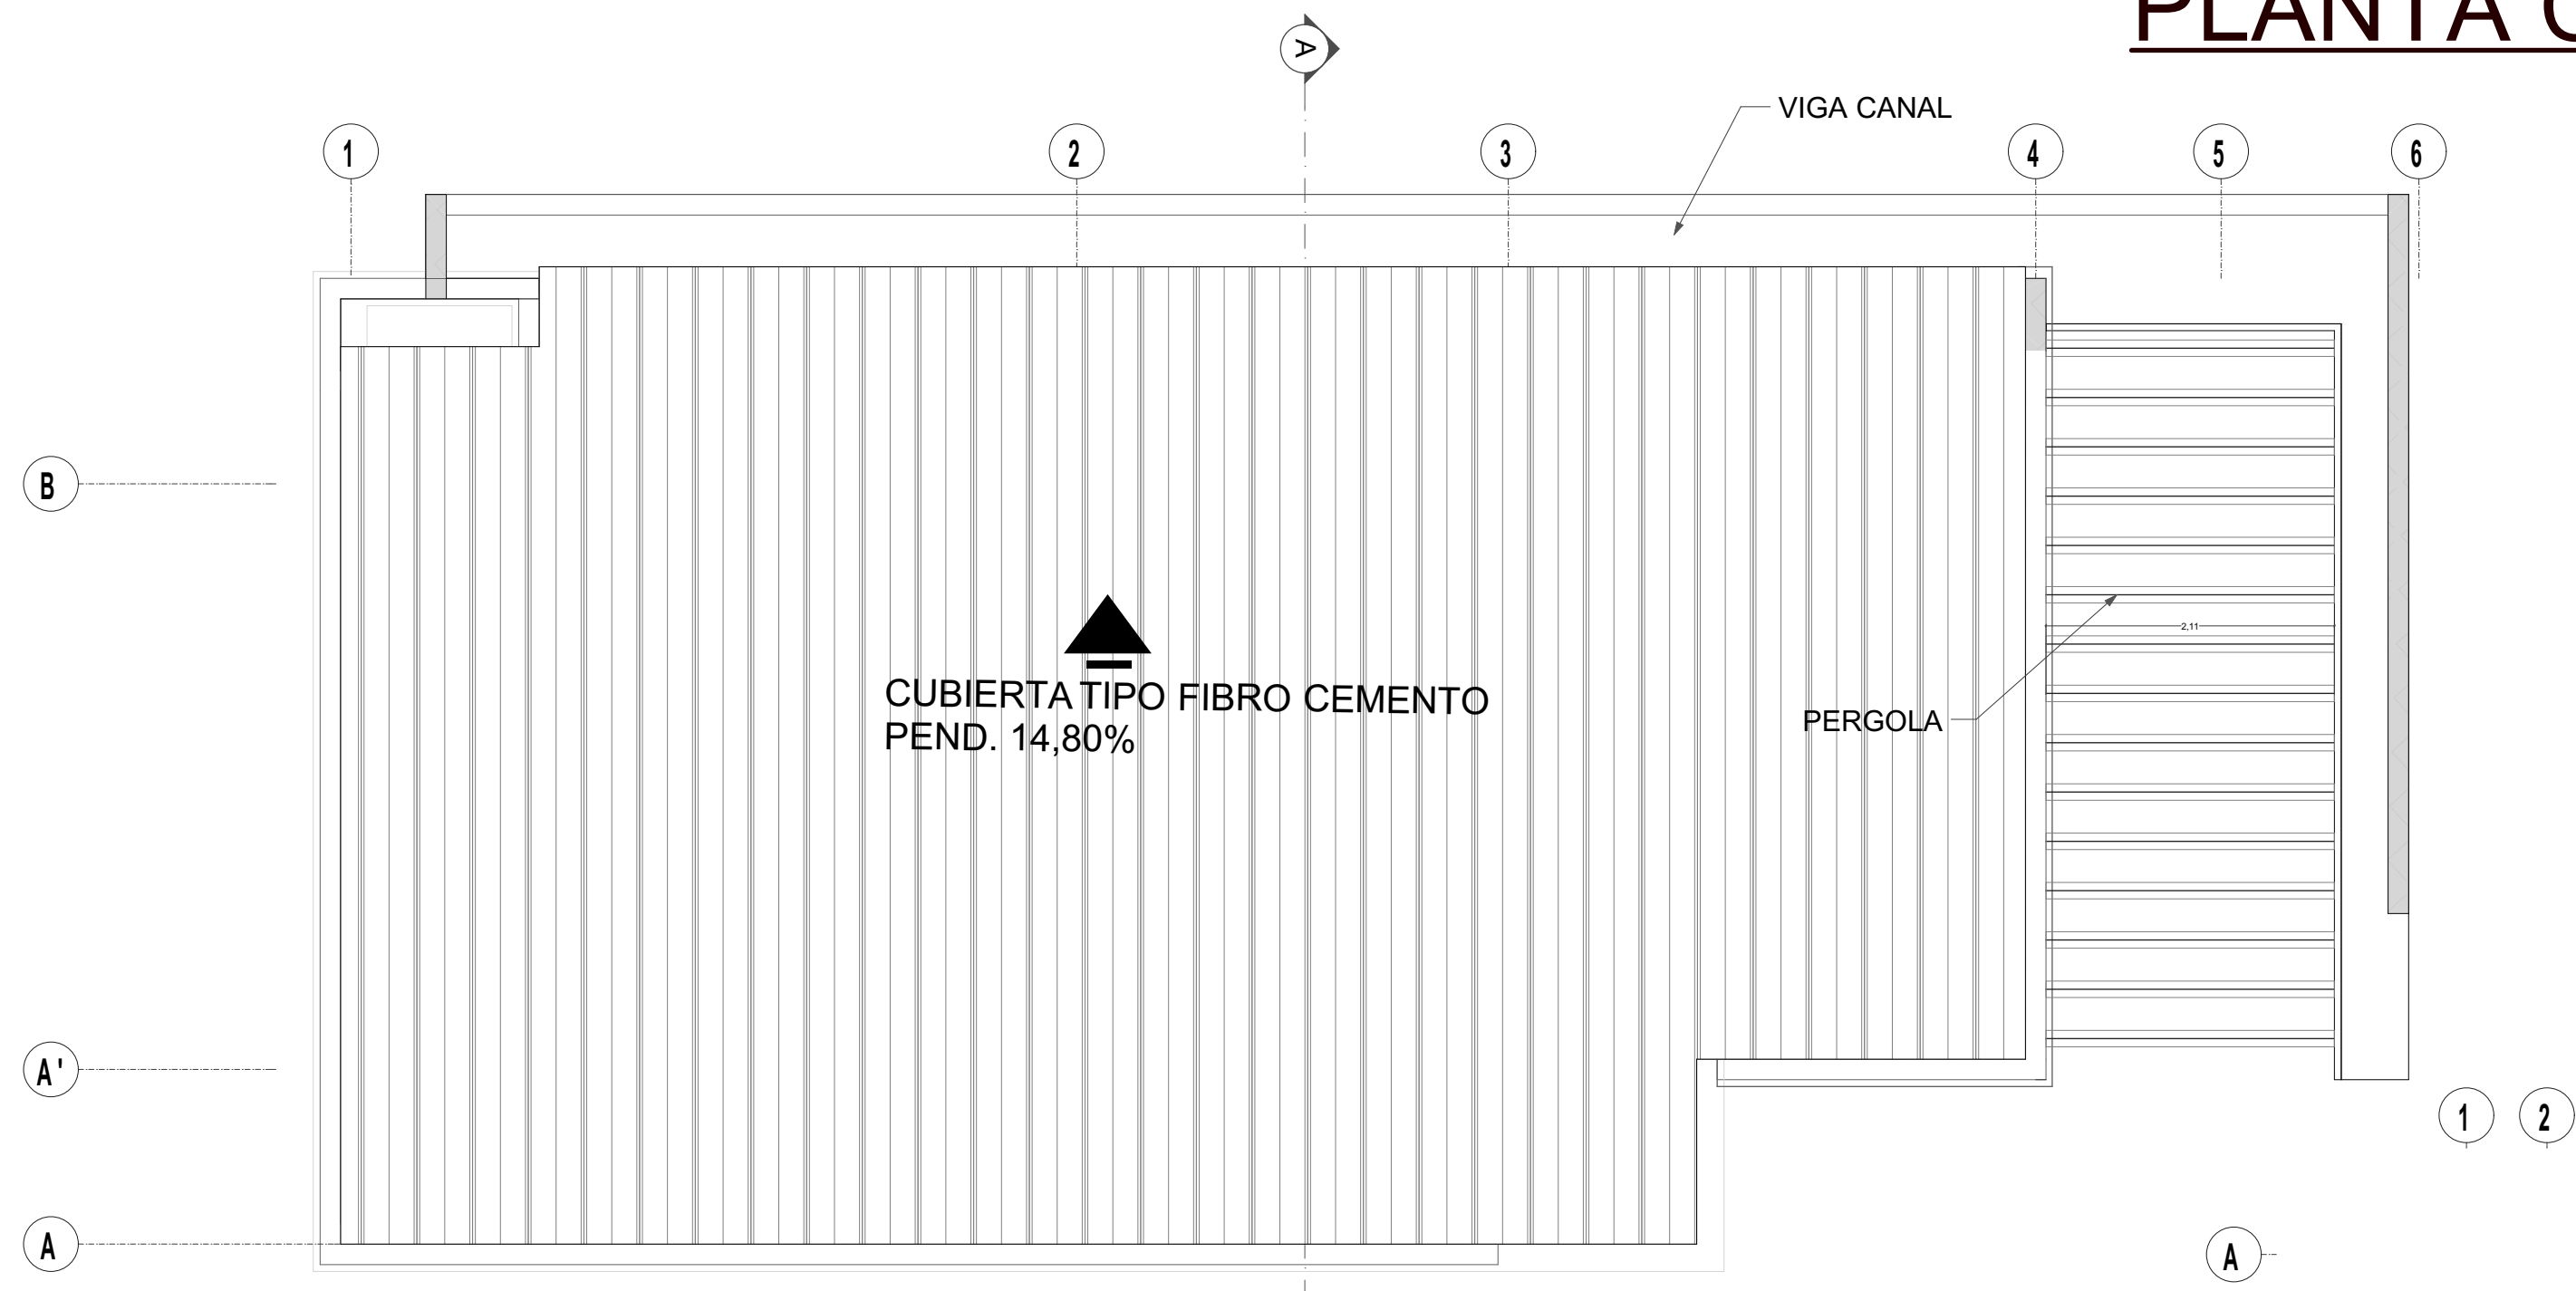 PLANTA C
A
VIGA CANAL
1 2 3 4 5 6
B
CUBIERTA TIPO FIBRO CEMENTO
PEND. 14,80%
2,11
PERGOLA
A'
1 2
A
A